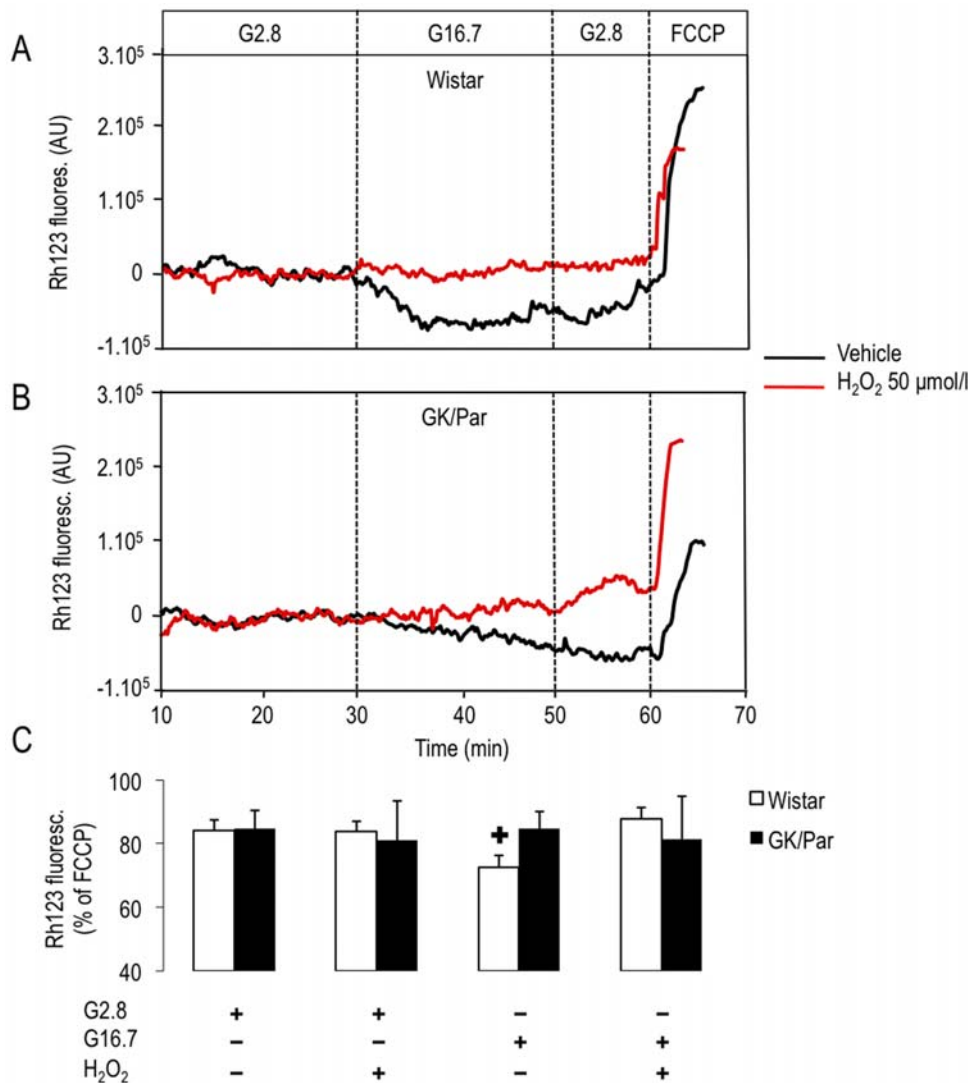 A
G2.8 G16.7 G2.8 FCCP
Wistar
Rh123 fluores. (AU)
3.10⁵
2.10⁵
1.10⁵
0
-1.10⁵
Vehicle
H₂O₂ 50 µmol/l
B
GK/Par
Rh123 fluoresc. (AU)
3.10⁵
2.10⁵
1.10⁵
0
-1.10⁵
10 20 30 40 50 60 70
Time (min)
C
Rh123 fluoresc.
(% of FCCP)
100
80
60
40
+
Wistar
GK/Par
G2.8 + + − −
G16.7 − − + +
H₂O₂ − + − +